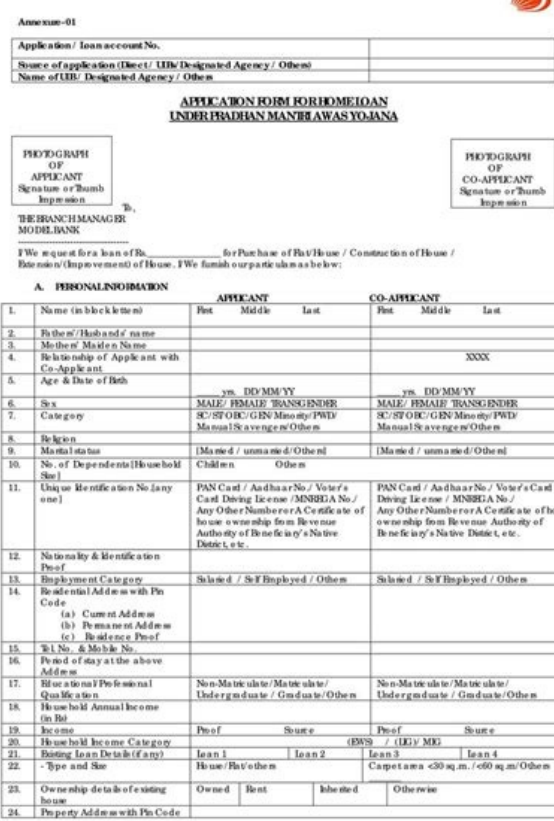 Annexure-01
Application / Loan account No.
Source of application (Direct / ULBs/ Designated Agency / Others)
Name of ULB/ Designated Agency / Others
APPLICATION FORM FOR HOME LOAN
UNDER PRADHAN MANTRI AWAS YOJANA
PHOTOGRAPH
OF
APPLICANT
Signature or Thumb
Impression
PHOTOGRAPH
OF
CO-APPLICANT
Signature or Thumb
Impression
To,
THE BRANCH MANAGER
MODEL BANK
--------------------------------
I/We request for a loan of Rs.________________ for Purchase of Flat/House / Construction of House /
Extension/(Improvement) of House. I/We furnish our particulars as below:
A. PERSONAL INFORMATION
APPLICANT CO-APPLICANT
1. Name (in block letters) First Middle Last First Middle Last
2. Fathers'/Husbands' name
3. Mothers' Maiden Name
4. Relationship of Applicant with XXXX
Co-Applicant
5. Age & Date of Birth
____ yrs. DD/MM/YY ____ yrs. DD/MM/YY
6. Sex MALE/ FEMALE/ TRANSGENDER MALE/ FEMALE/ TRANSGENDER
7. Category SC/ST OBC/GEN/Minority/PWD/ SC/ST OBC/GEN/Minority/PWD/
Manual Scavengers/Others Manual Scavengers/Others
8. Religion
9. Marital status [Married / unmarried/Others] [Married / unmarried/Others]
10. No. of Dependents[Household Children Others
Size]
11. Unique Identification No.[any PAN Card / Aadhaar No./ Voter's PAN Card / Aadhaar No./ Voter's Card
one] Card Driving License /MNREGA No./ Driving License / MNREGA No./
Any Other Number or A Certificate of Any Other Number or A Certificate of
house ownership from Revenue ownership from Revenue Authority of
Authority of Beneficiary's Native Beneficiary's Native District, etc.
District, etc.
12. Nationality & Identification
Proof
13. Employment Category Salaried / Self Employed / Others Salaried / Self Employed / Others
14. Residential Address with Pin
Code
(a) Current Address
(b) Permanent Address
(c) Residence Proof
15. Tel. No. & Mobile No.
16. Period of stay at the above
Address
17. Educational/Professional Non-Matriculate/Matriculate/ Non-Matriculate/Matriculate/
Qualification Undergraduate / Graduate/Others Undergraduate / Graduate/Others
18. Household Annual Income
(in Rs)
19. Income Proof Source Proof Source
20. Household Income Category (EWS) / (LIG)/ MIG
21. Existing Loan Details (if any) Loan 1 Loan 2 Loan 3 Loan 4
22. - Type and Size House/Flat/others Carpet area <30 sq.m./<60 sq.m/Others
23. Ownership details of existing Owned Rent Inherited Otherwise
house
24. Property Address with Pin Code